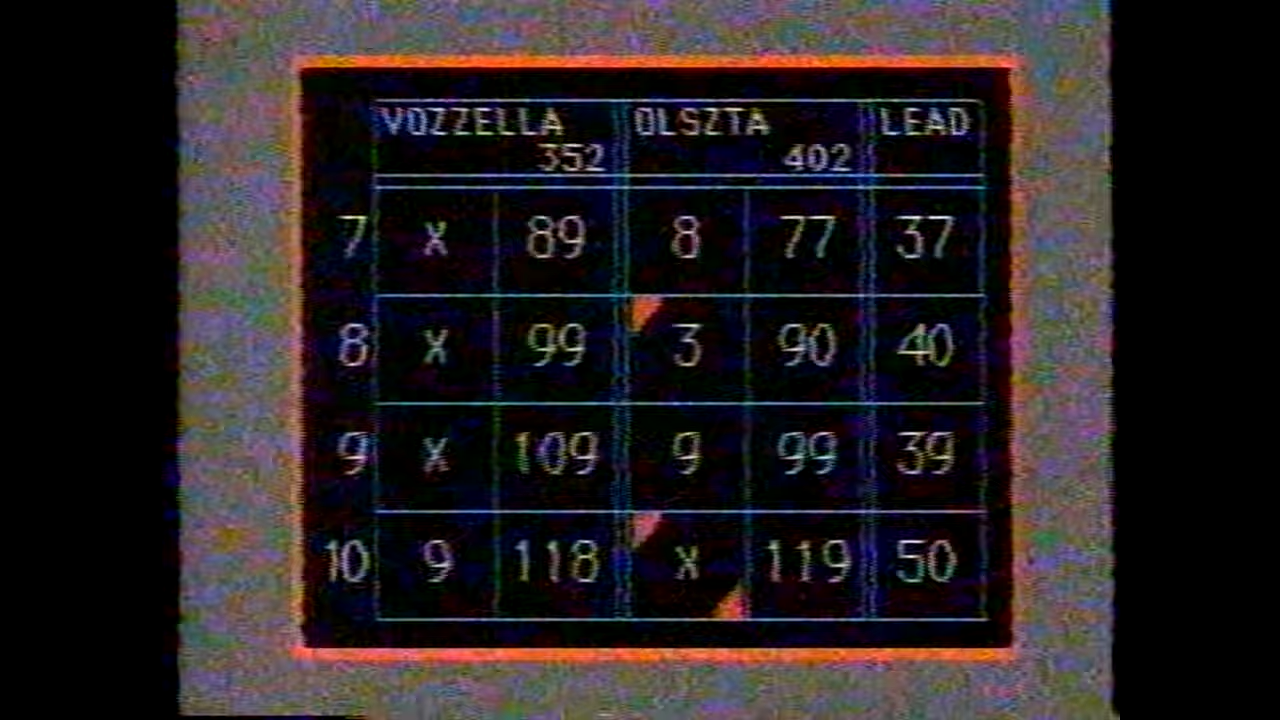 VOZZELLA OLSZTA LEAD
352 402
7 X 89 8 77 37
8 X 99 3 90 40
9 X 109 9 99 39
10 9 118 X 119 50